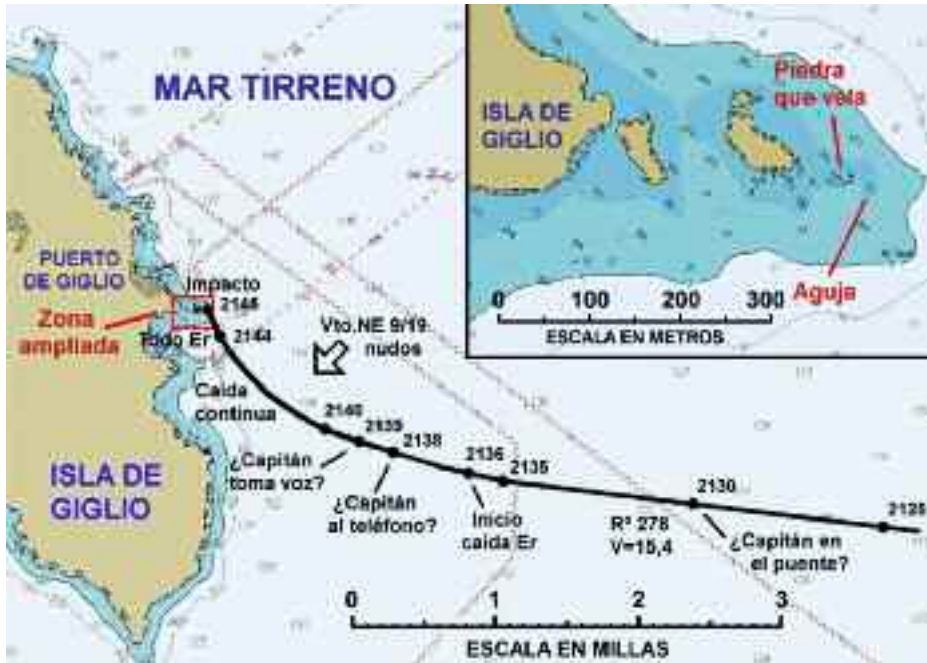 MAR TIRRENO
ISLA DE
GIGLIO
Piedra
que vela
Aguja
0 100 200 300
ESCALA EN METROS
PUERTO
DE GIGLIO
Impacto
2145
Zona
ampliada
Todo Er
2144
Vto.NE 9/19
nudos
Caida
continua
2140
2139
2138
2136
2135
2130
2125
¿Capitán
toma voz?
¿Capitán
al teléfono?
Inicio
caida Er
Rº 278
V=15,4
¿Capitán en
el puente?
ISLA DE
GIGLIO
0 1 2 3
ESCALA EN MILLAS